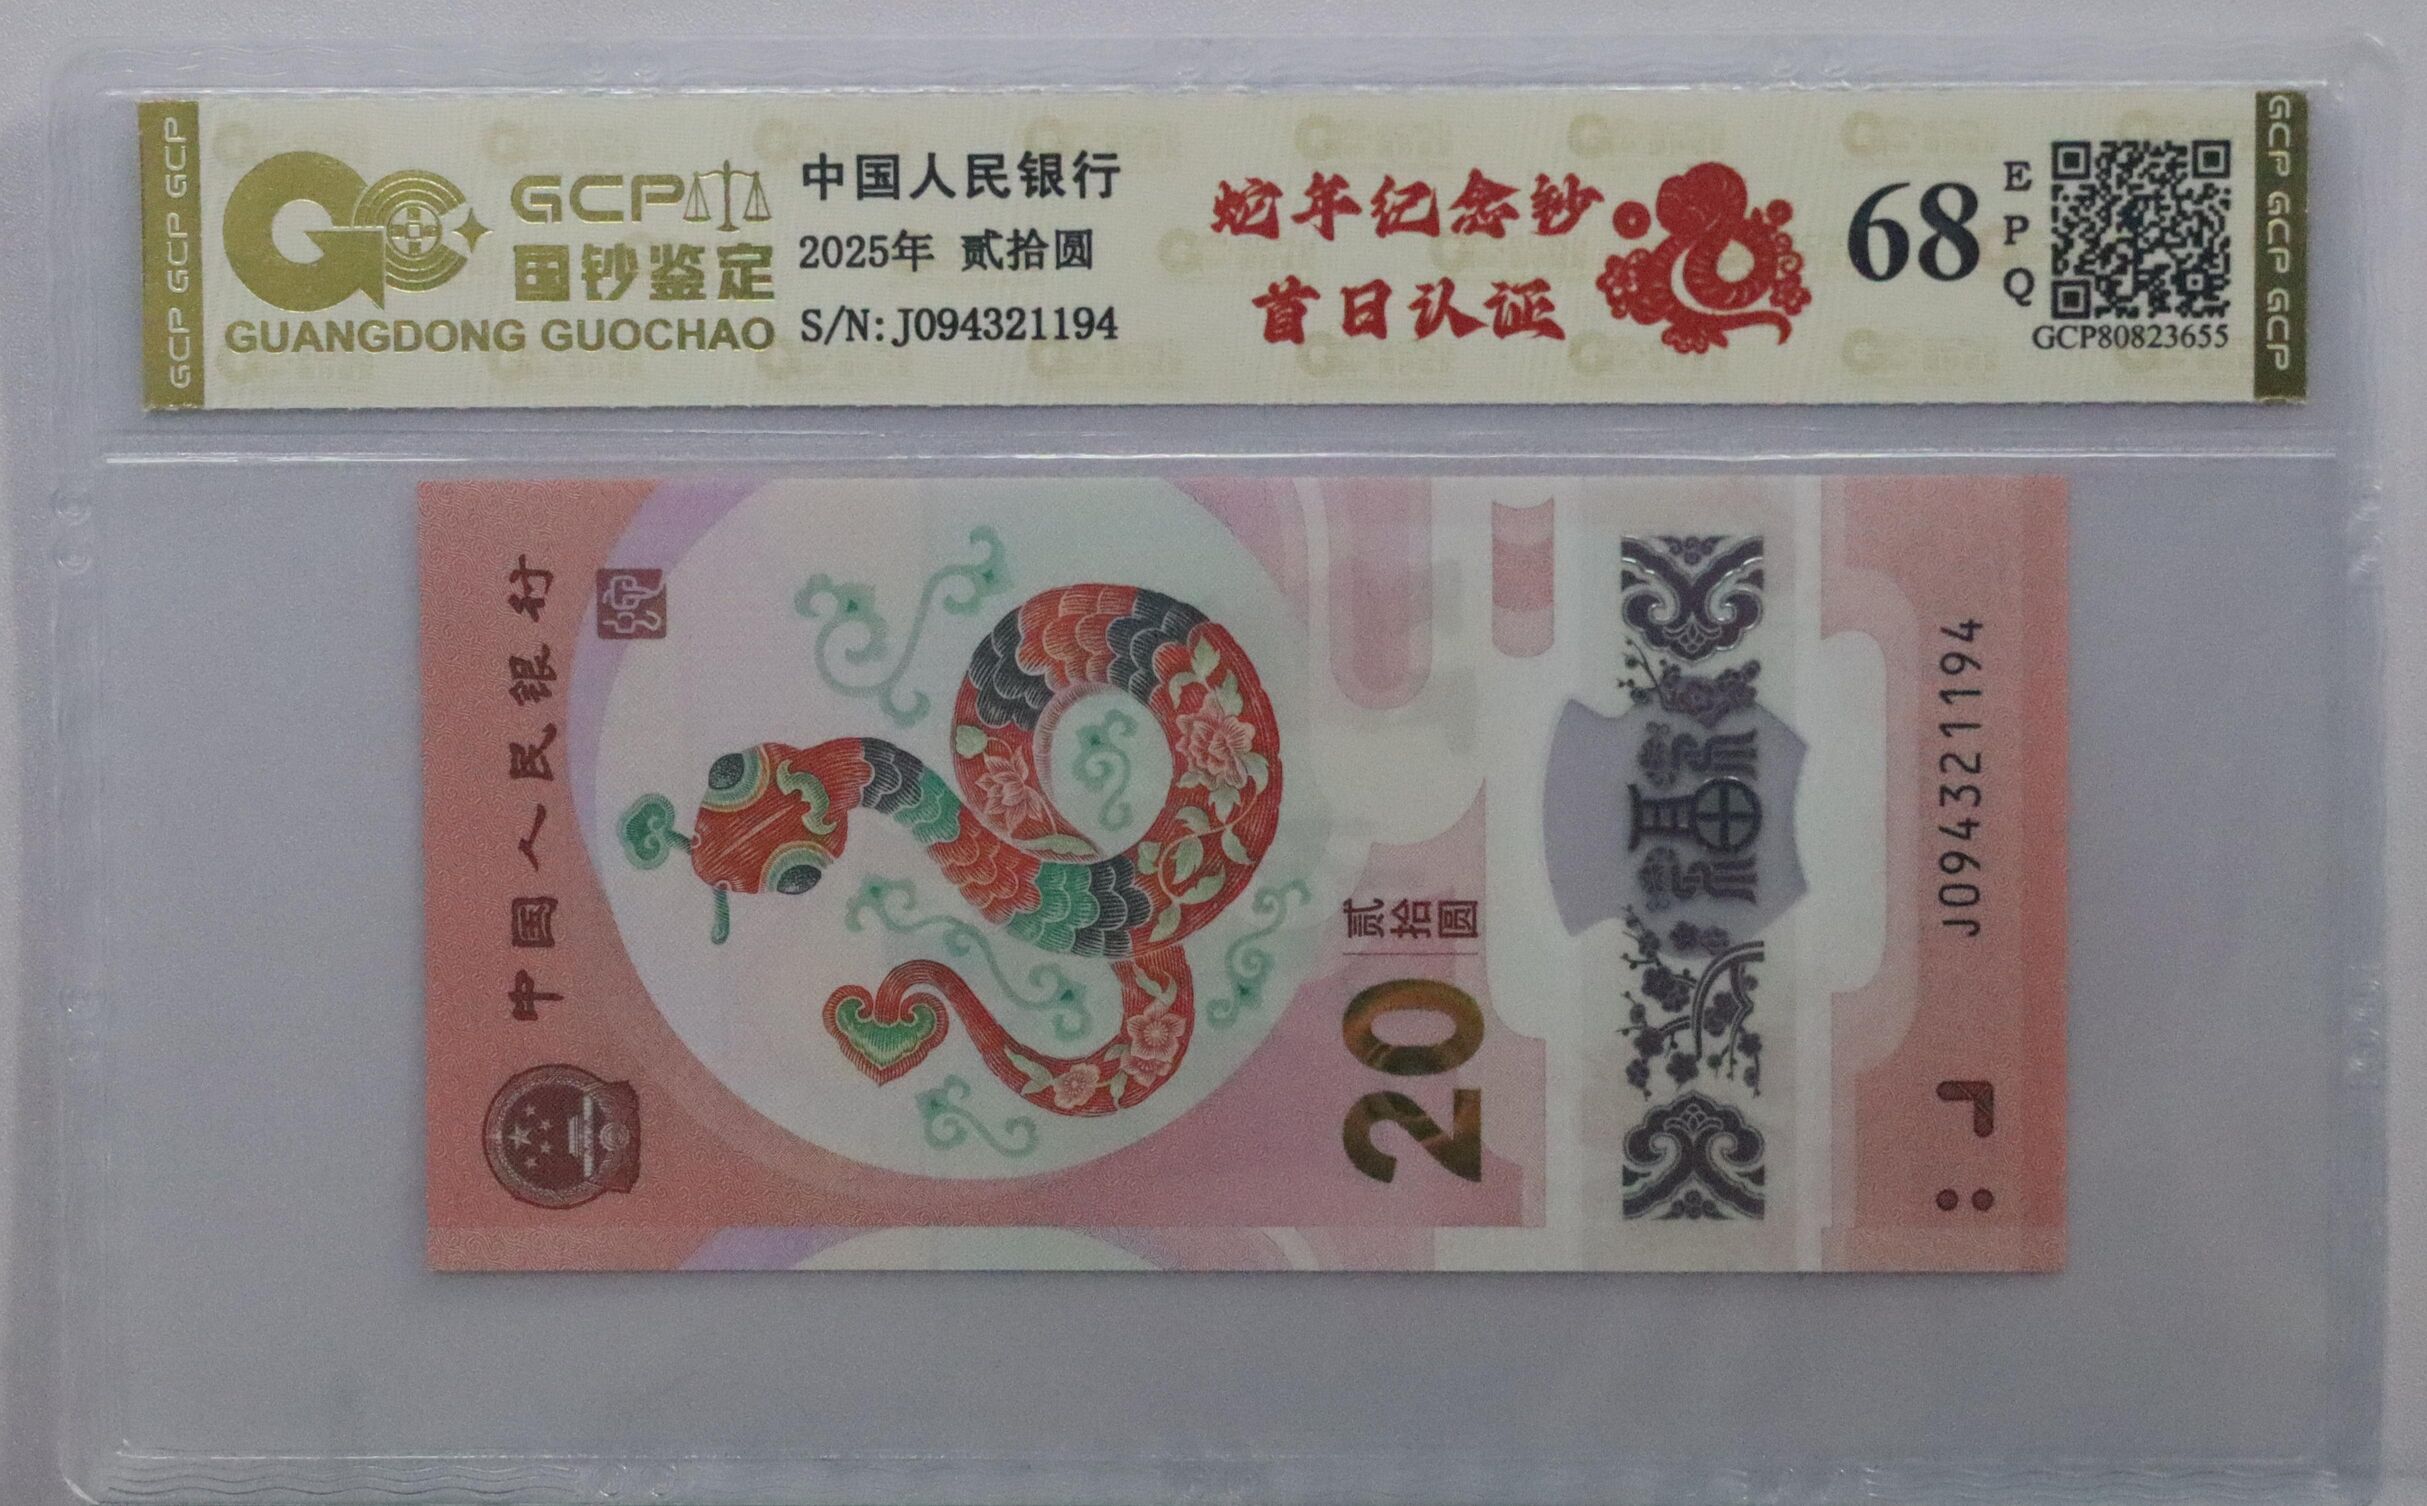 GCP GCP GCP
GCP
国钞鉴定
GUANGDONG GUOCHAO
中国人民银行
2025年 贰拾圆
S/N:J094321194
蛇年纪念钞
首日认证
68
EPQ
GCP80823655
GCP GCP GCP
中国人民银行
贰拾圆
20
福
J094321194